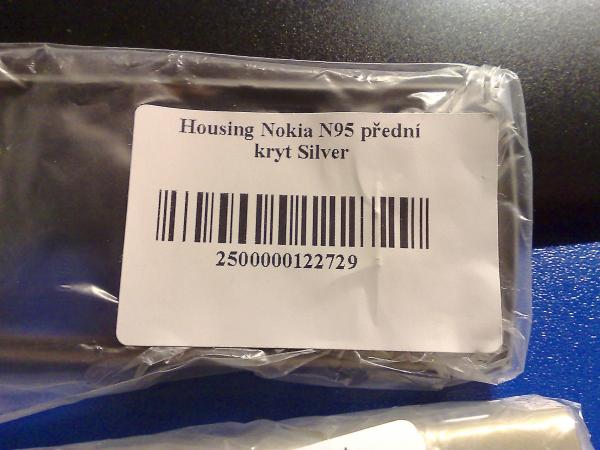 Housing Nokia N95 přední
kryt Silver
2500000122729